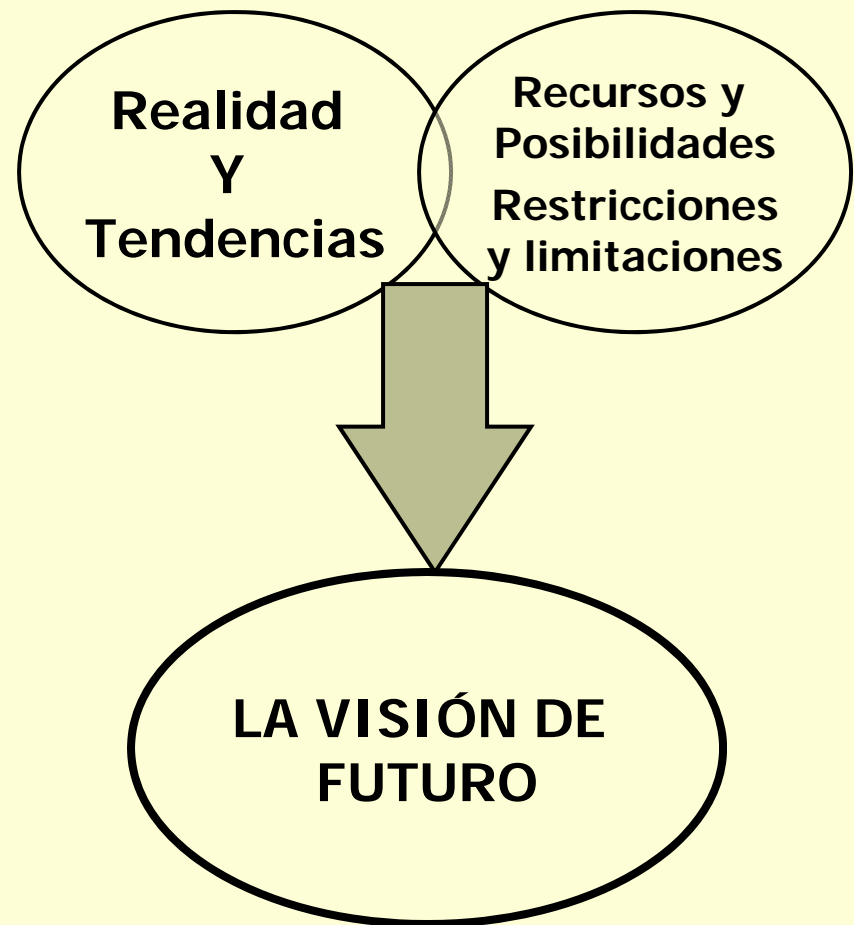 Realidad
Y
Tendencias
Recursos y
Posibilidades
Restricciones
y limitaciones
LA VISIÓN DE
FUTURO